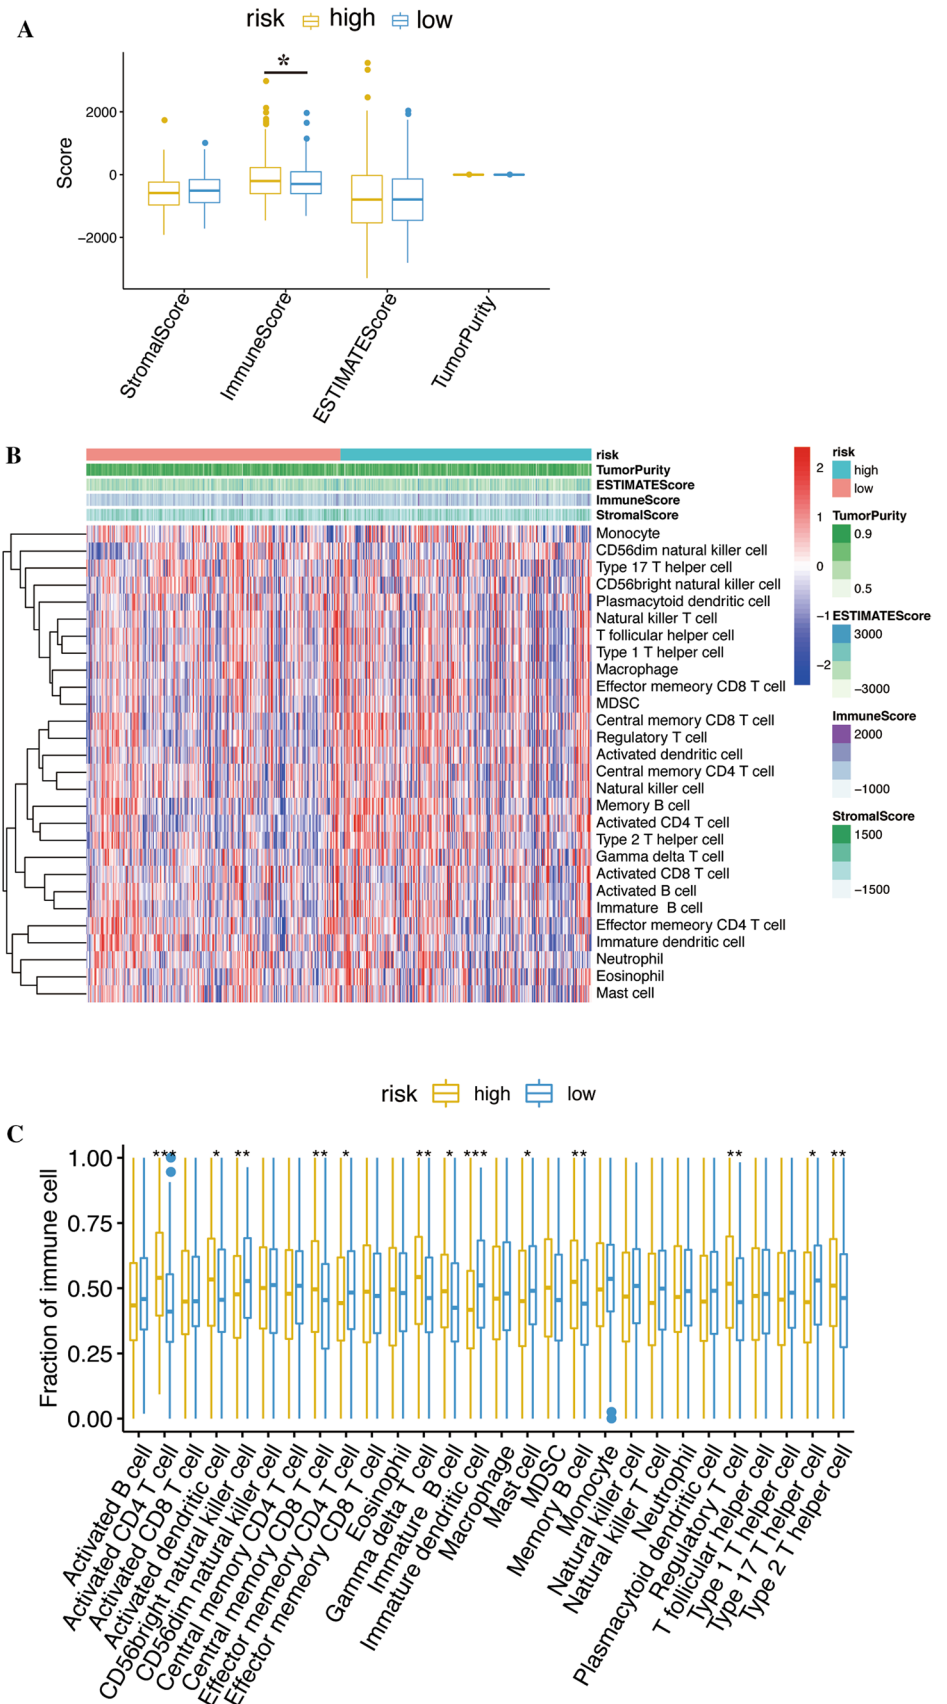 A
risk high low
*
Score
2000
0
−2000
StromalScore
ImmuneScore
ESTIMATEScore
TumorPurity
B
risk
TumorPurity
ESTIMATEScore
ImmuneScore
StromalScore
Monocyte
CD56dim natural killer cell
Type 17 T helper cell
CD56bright natural killer cell
Plasmacytoid dendritic cell
Natural killer T cell
T follicular helper cell
Type 1 T helper cell
Macrophage
Effector memeory CD8 T cell
MDSC
Central memory CD8 T cell
Regulatory T cell
Activated dendritic cell
Central memory CD4 T cell
Natural killer cell
Memory B cell
Activated CD4 T cell
Type 2 T helper cell
Gamma delta T cell
Activated CD8 T cell
Activated B cell
Immature B cell
Effector memeory CD4 T cell
Immature dendritic cell
Neutrophil
Eosinophil
Mast cell
2
1
0
−1
−2
risk
high
low
TumorPurity
0.9
0.5
ESTIMATEScore
3000
−3000
ImmuneScore
2000
−1000
StromalScore
1500
−1500
risk high low
C
*** * ** ** * ** * *** * ** ** * **
Fraction of immune cell
1.00
0.75
0.50
0.25
0.00
Activated B cell
Activated CD4 T cell
Activated CD8 T cell
Activated dendritic cell
CD56bright natural killer cell
CD56dim natural killer cell
Central memory CD4 T cell
Central memory CD8 T cell
Effector memeory CD4 T cell
Effector memeory CD8 T cell
Eosinophil
Gamma delta T cell
Immature B cell
Immature dendritic cell
Macrophage
Mast cell
MDSC
Memory B cell
Monocyte
Natural killer cell
Natural killer T cell
Neutrophil
Plasmacytoid dendritic cell
Regulatory T cell
T follicular helper cell
Type 1 T helper cell
Type 17 T helper cell
Type 2 T helper cell